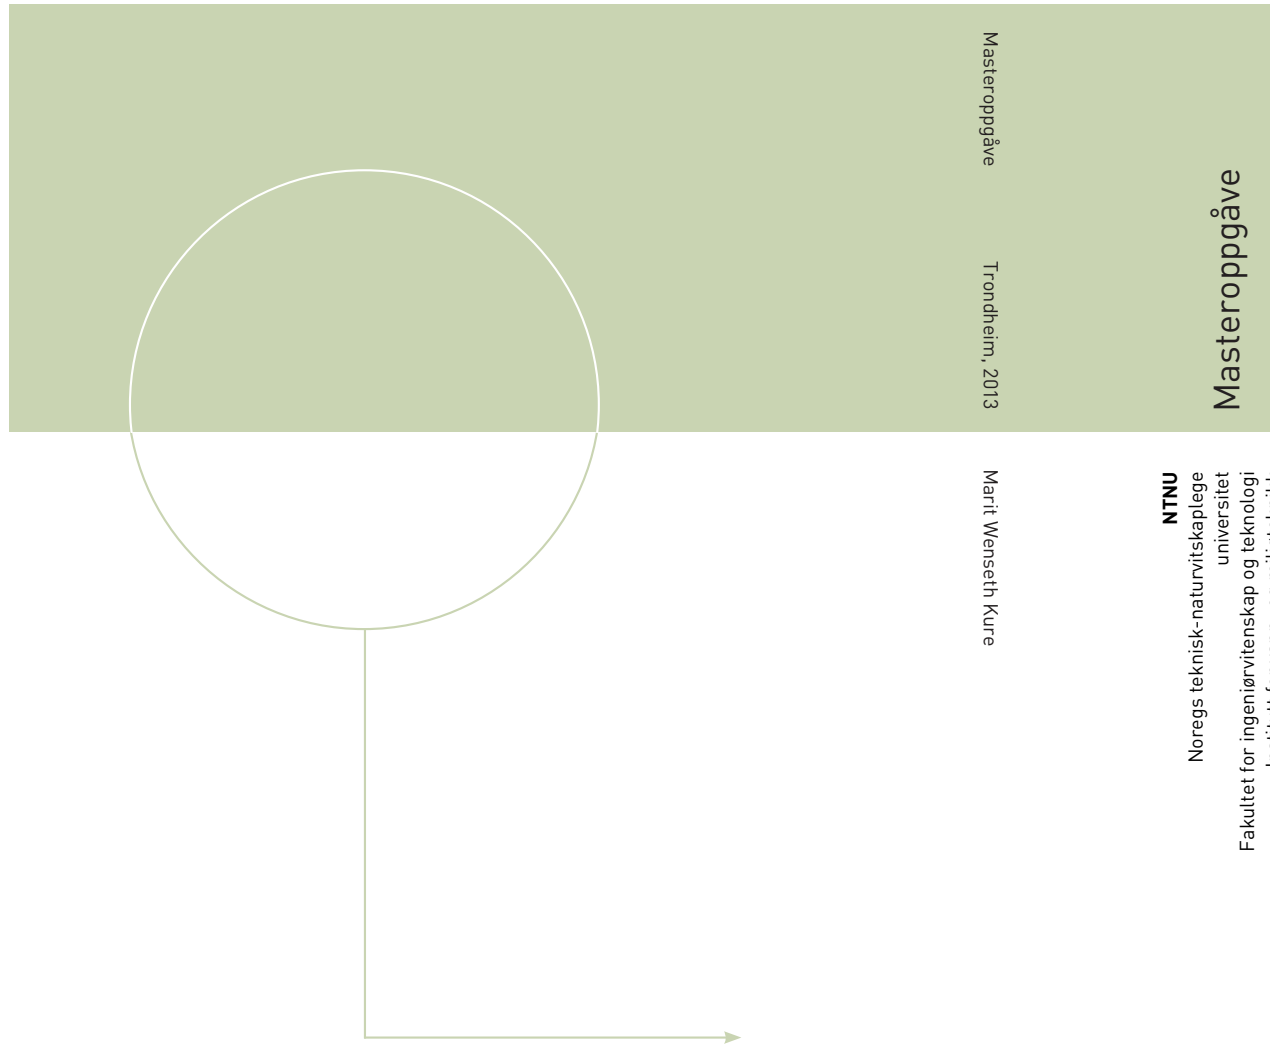 Masteroppgåve
Trondheim, 2013
Marit Wenseth Kure
Masteroppgåve
NTNU
Noregs teknisk-naturvitskaplege
universitet
Fakultet for ingeniørvitenskap og teknologi